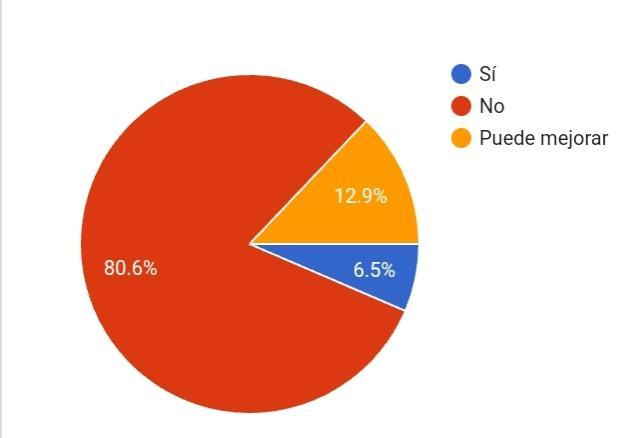 Sí
No
Puede mejorar
12.9%
6.5%
80.6%